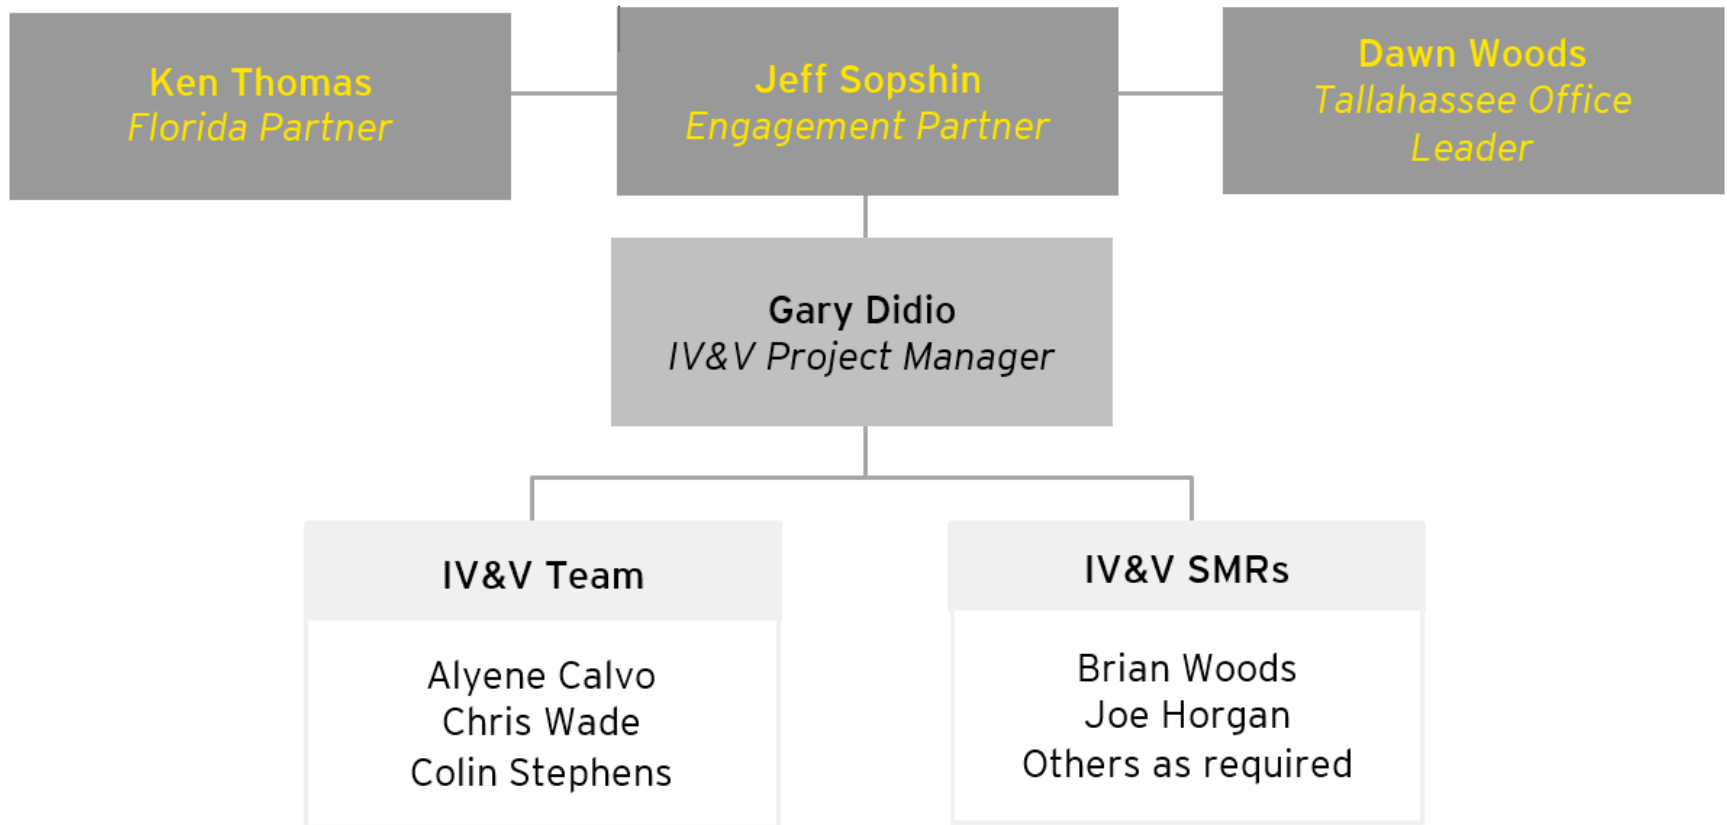 Ken Thomas
Florida Partner
Jeff Sopshin
Engagement Partner
Dawn Woods
Tallahassee Office
Leader
Gary Didio
IV&V Project Manager
IV&V Team
Alyene Calvo
Chris Wade
Colin Stephens
IV&V SMRs
Brian Woods
Joe Horgan
Others as required